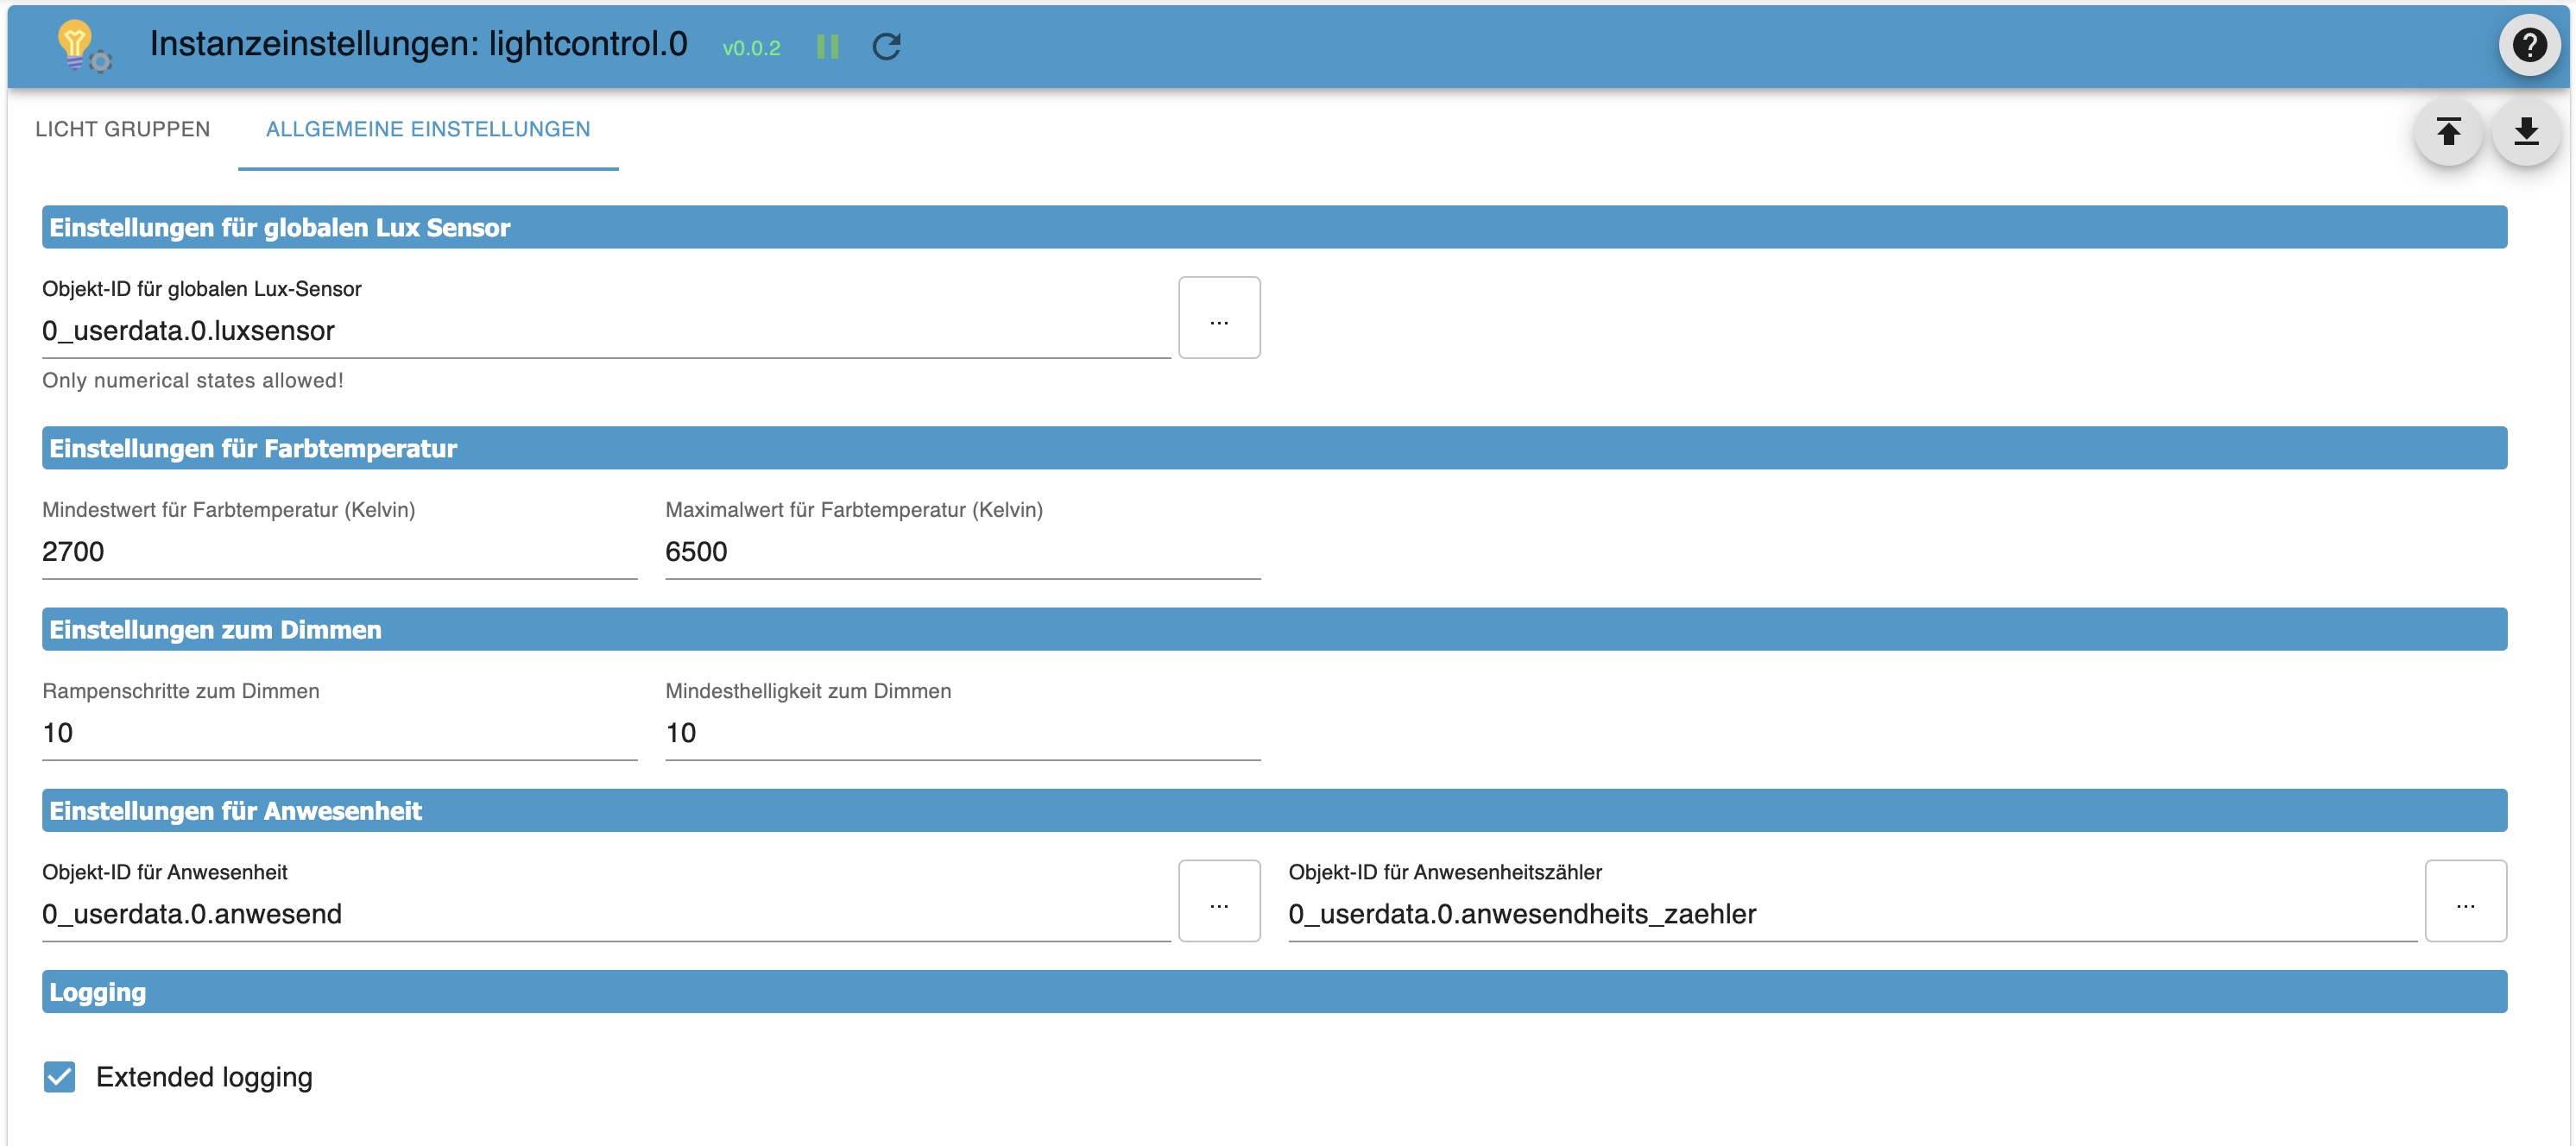 Instanzeinstellungen: lightcontrol.0 v0.0.2
LICHT GRUPPEN ALLGEMEINE EINSTELLUNGEN
Einstellungen für globalen Lux Sensor
Objekt-ID für globalen Lux-Sensor
0_userdata.0.luxsensor ...
Only numerical states allowed!
Einstellungen für Farbtemperatur
Mindestwert für Farbtemperatur (Kelvin) Maximalwert für Farbtemperatur (Kelvin)
2700 6500
Einstellungen zum Dimmen
Rampenschritte zum Dimmen Mindesthelligkeit zum Dimmen
10 10
Einstellungen für Anwesenheit
Objekt-ID für Anwesenheit Objekt-ID für Anwesenheitszähler
0_userdata.0.anwesend ... 0_userdata.0.anwesendheits_zaehler ...
Logging
Extended logging